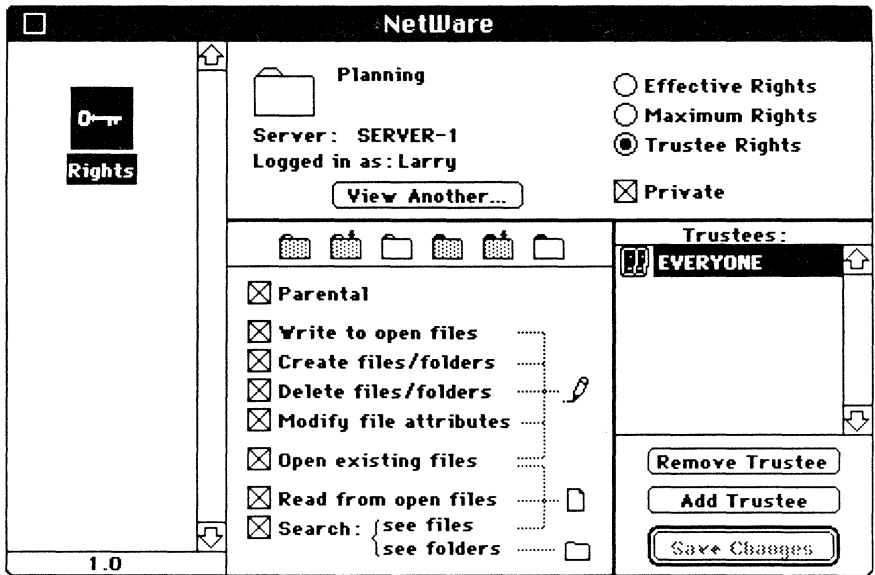 NetWare
Rights
1.0
Planning
Server: SERVER-1
Logged in as: Larry
View Another...
Effective Rights
Maximum Rights
Trustee Rights
Private
Parental
Write to open files
Create files/folders
Delete files/folders
Modify file attributes
Open existing files
Read from open files
Search: see files
see folders
Trustees:
EVERYONE
Remove Trustee
Add Trustee
Save Changes